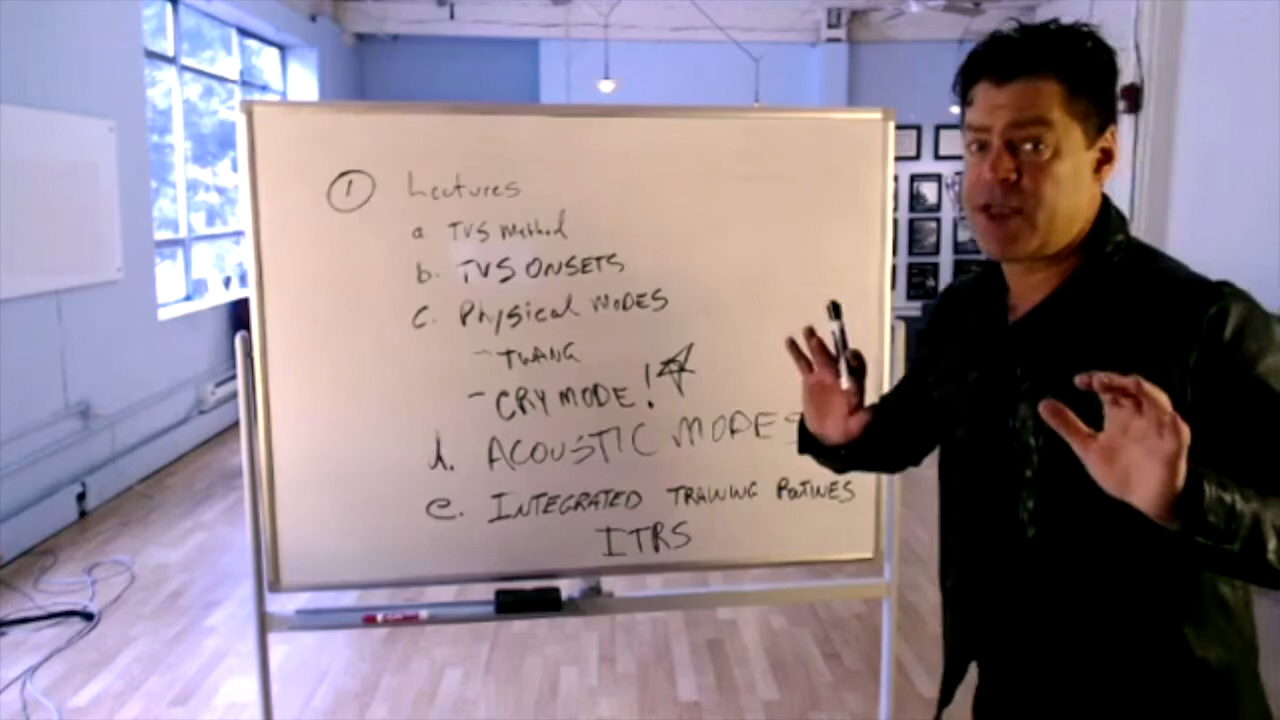 1 Lectures
a TVS Method
b. TVS ONSETS
c. Physical MODES
- TWANG
- CRY MODE!
d. ACOUSTIC MODES
e. INTEGRATED TRAINING ROUTINES
ITRS